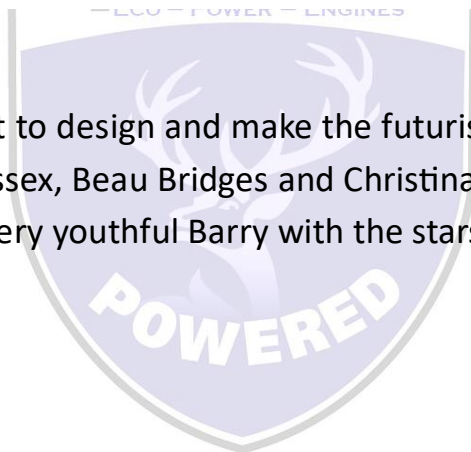 — ECO – POWER – ENGINES
t to design and make the futuris
ssex, Beau Bridges and Christina
ery youthful Barry with the stars
POWERED